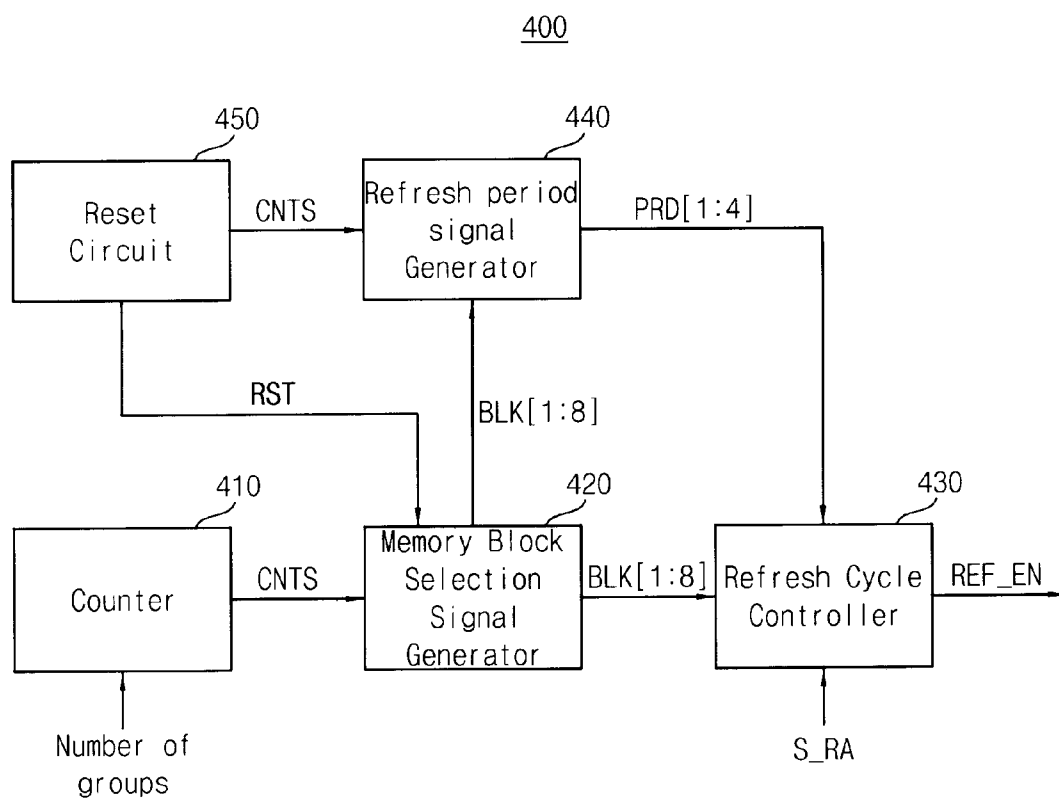 400
450
440
Reset
Circuit
CNTS
Refresh period
signal
Generator
PRD[1:4]
RST
BLK[1:8]
410
420
430
Counter
CNTS
Memory Block
Selection
Signal
Generator
BLK[1:8]
Refresh Cycle
Controller
REF_EN
Number of
groups
S_RA